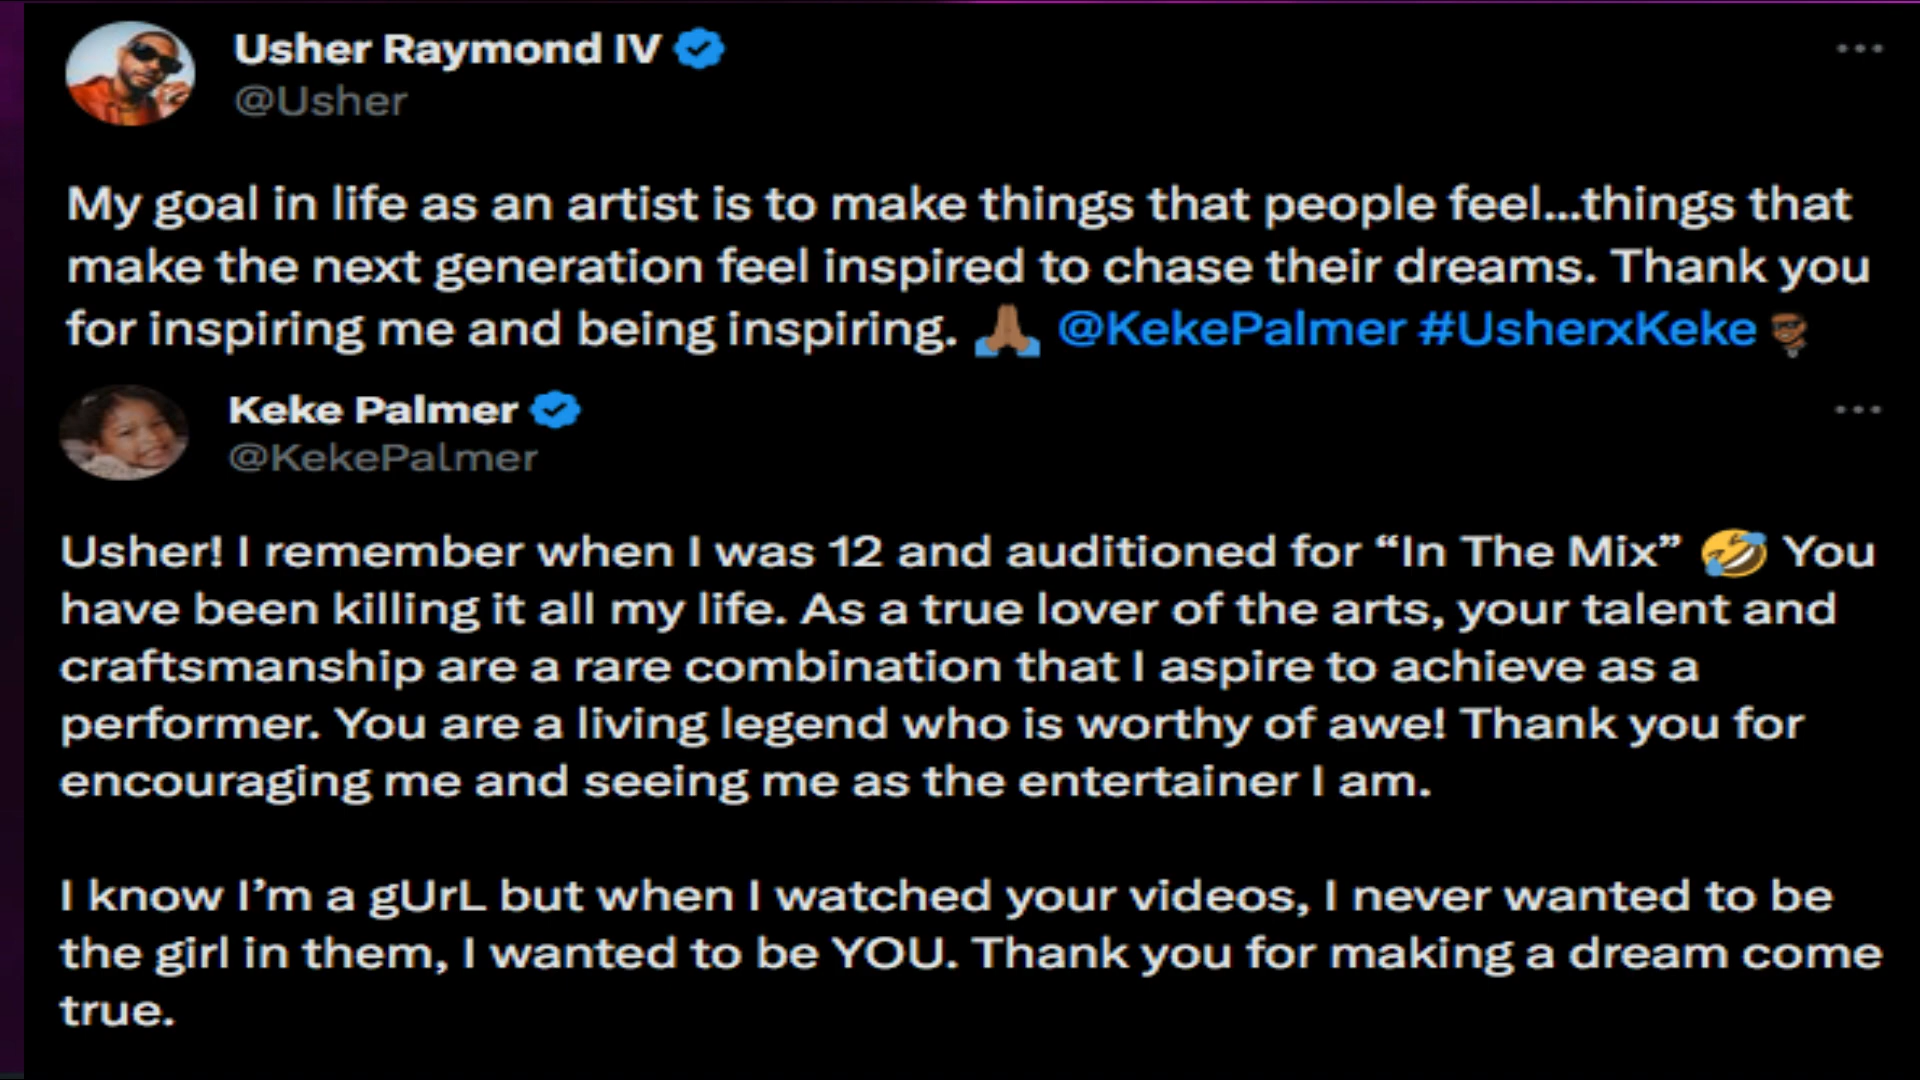 Usher Raymond IV
@Usher
My goal in life as an artist is to make things that people feel...things that
make the next generation feel inspired to chase their dreams. Thank you
for inspiring me and being inspiring. 🙏🏽 @KekePalmer #UsherxKeke
Keke Palmer
@KekePalmer
Usher! I remember when I was 12 and auditioned for “In The Mix” 🤣 You
have been killing it all my life. As a true lover of the arts, your talent and
craftsmanship are a rare combination that I aspire to achieve as a
performer. You are a living legend who is worthy of awe! Thank you for
encouraging me and seeing me as the entertainer I am.
I know I’m a gUrL but when I watched your videos, I never wanted to be
the girl in them, I wanted to be YOU. Thank you for making a dream come
true.